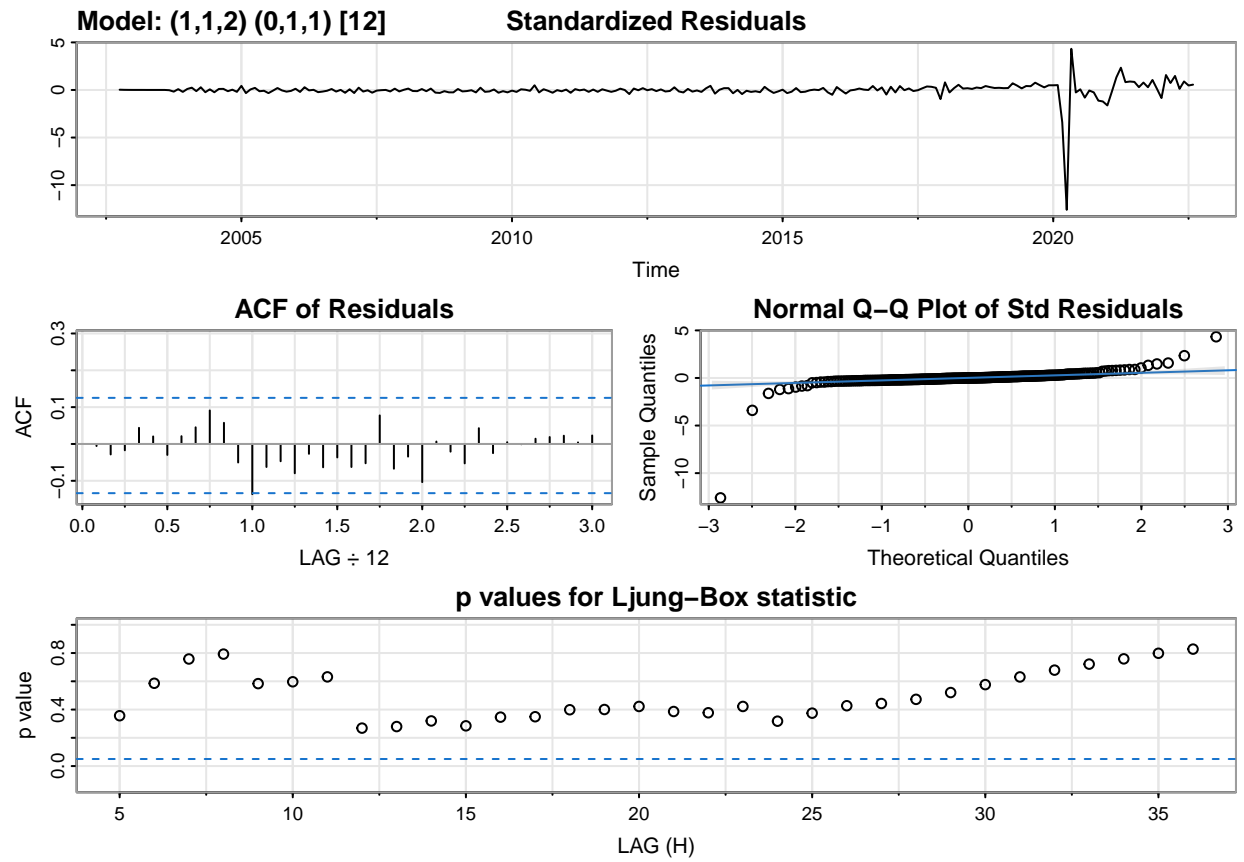 Model: (1,1,2) (0,1,1) [12] Standardized Residuals
5
0
−5
−10
2005 2010 2015 2020
Time
ACF of Residuals
0.3
0.1
−0.1
ACF
0.0 0.5 1.0 1.5 2.0 2.5 3.0
LAG ÷ 12
Normal Q−Q Plot of Std Residuals
5
0
−5
−10
Sample Quantiles
−3 −2 −1 0 1 2 3
Theoretical Quantiles
p values for Ljung−Box statistic
0.8
0.4
0.0
p value
5 10 15 20 25 30 35
LAG (H)